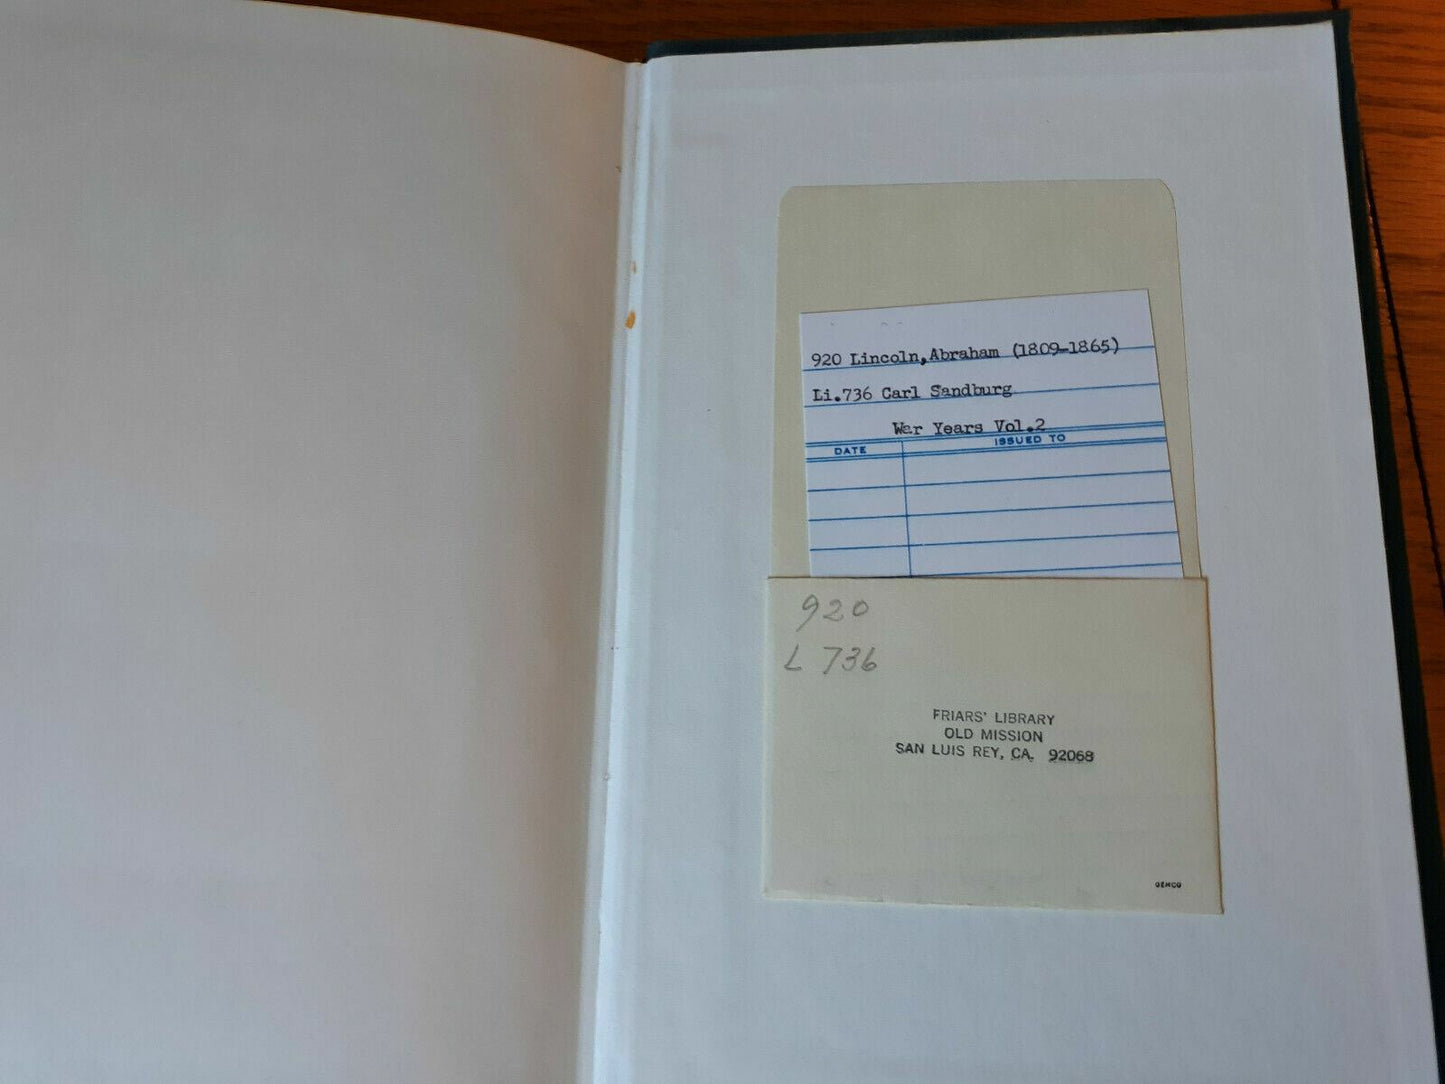 920 Lincoln,Abraham (1809-1865)
Li.736 Carl Sandburg
War Years Vol.2
DATE ISSUED TO
920
L 736
FRIARS' LIBRARY
OLD MISSION
SAN LUIS REY, CA. 92068